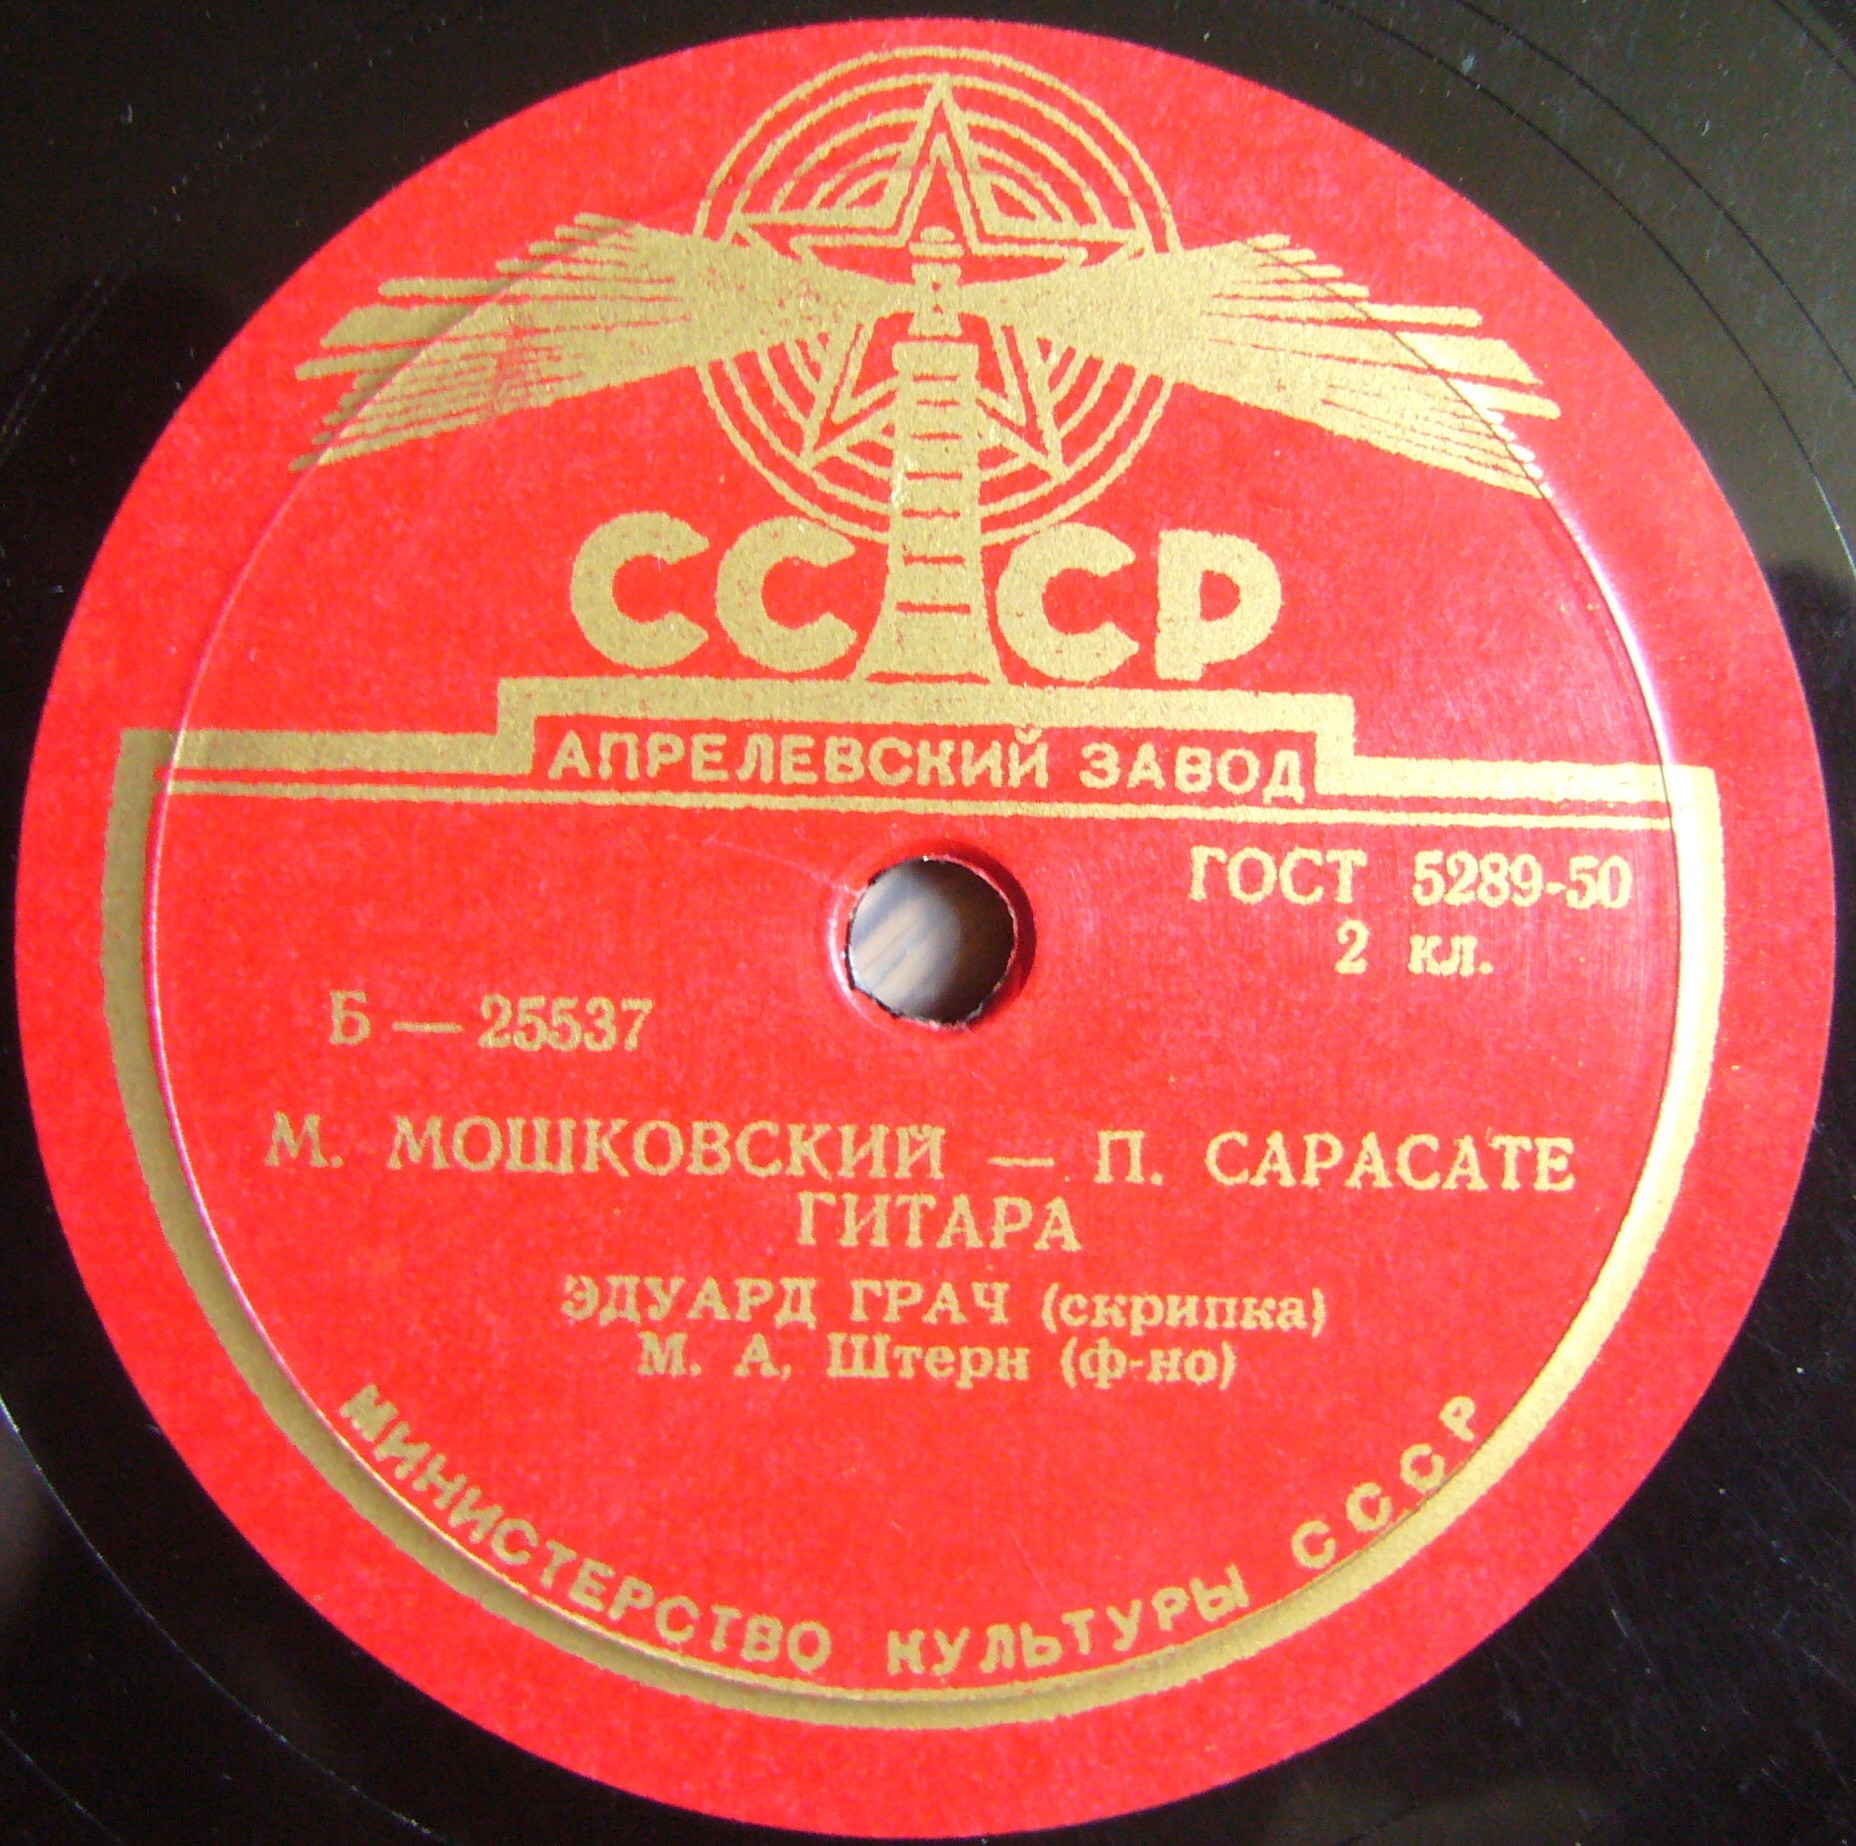 СССР
АПРЕЛЕВСКИЙ ЗАВОД
ГОСТ 5289-50
2 кл.
Б — 25537
М. МОШКОВСКИЙ — П. САРАСАТЕ
ГИТАРА
ЭДУАРД ГРАЧ (скрипка)
М. А. Штерн (ф-но)
МИНИСТЕРСТВО КУЛЬТУРЫ СССР